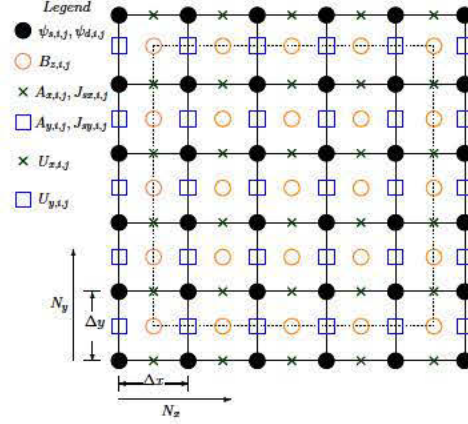 Legend
ψs,i,j, ψd,i,j
Bz,i,j
Ax,i,j, Jsx,i,j
Ay,i,j, Jsy,i,j
Ux,i,j
Uy,i,j
Ny
Δy
Δx
Nx